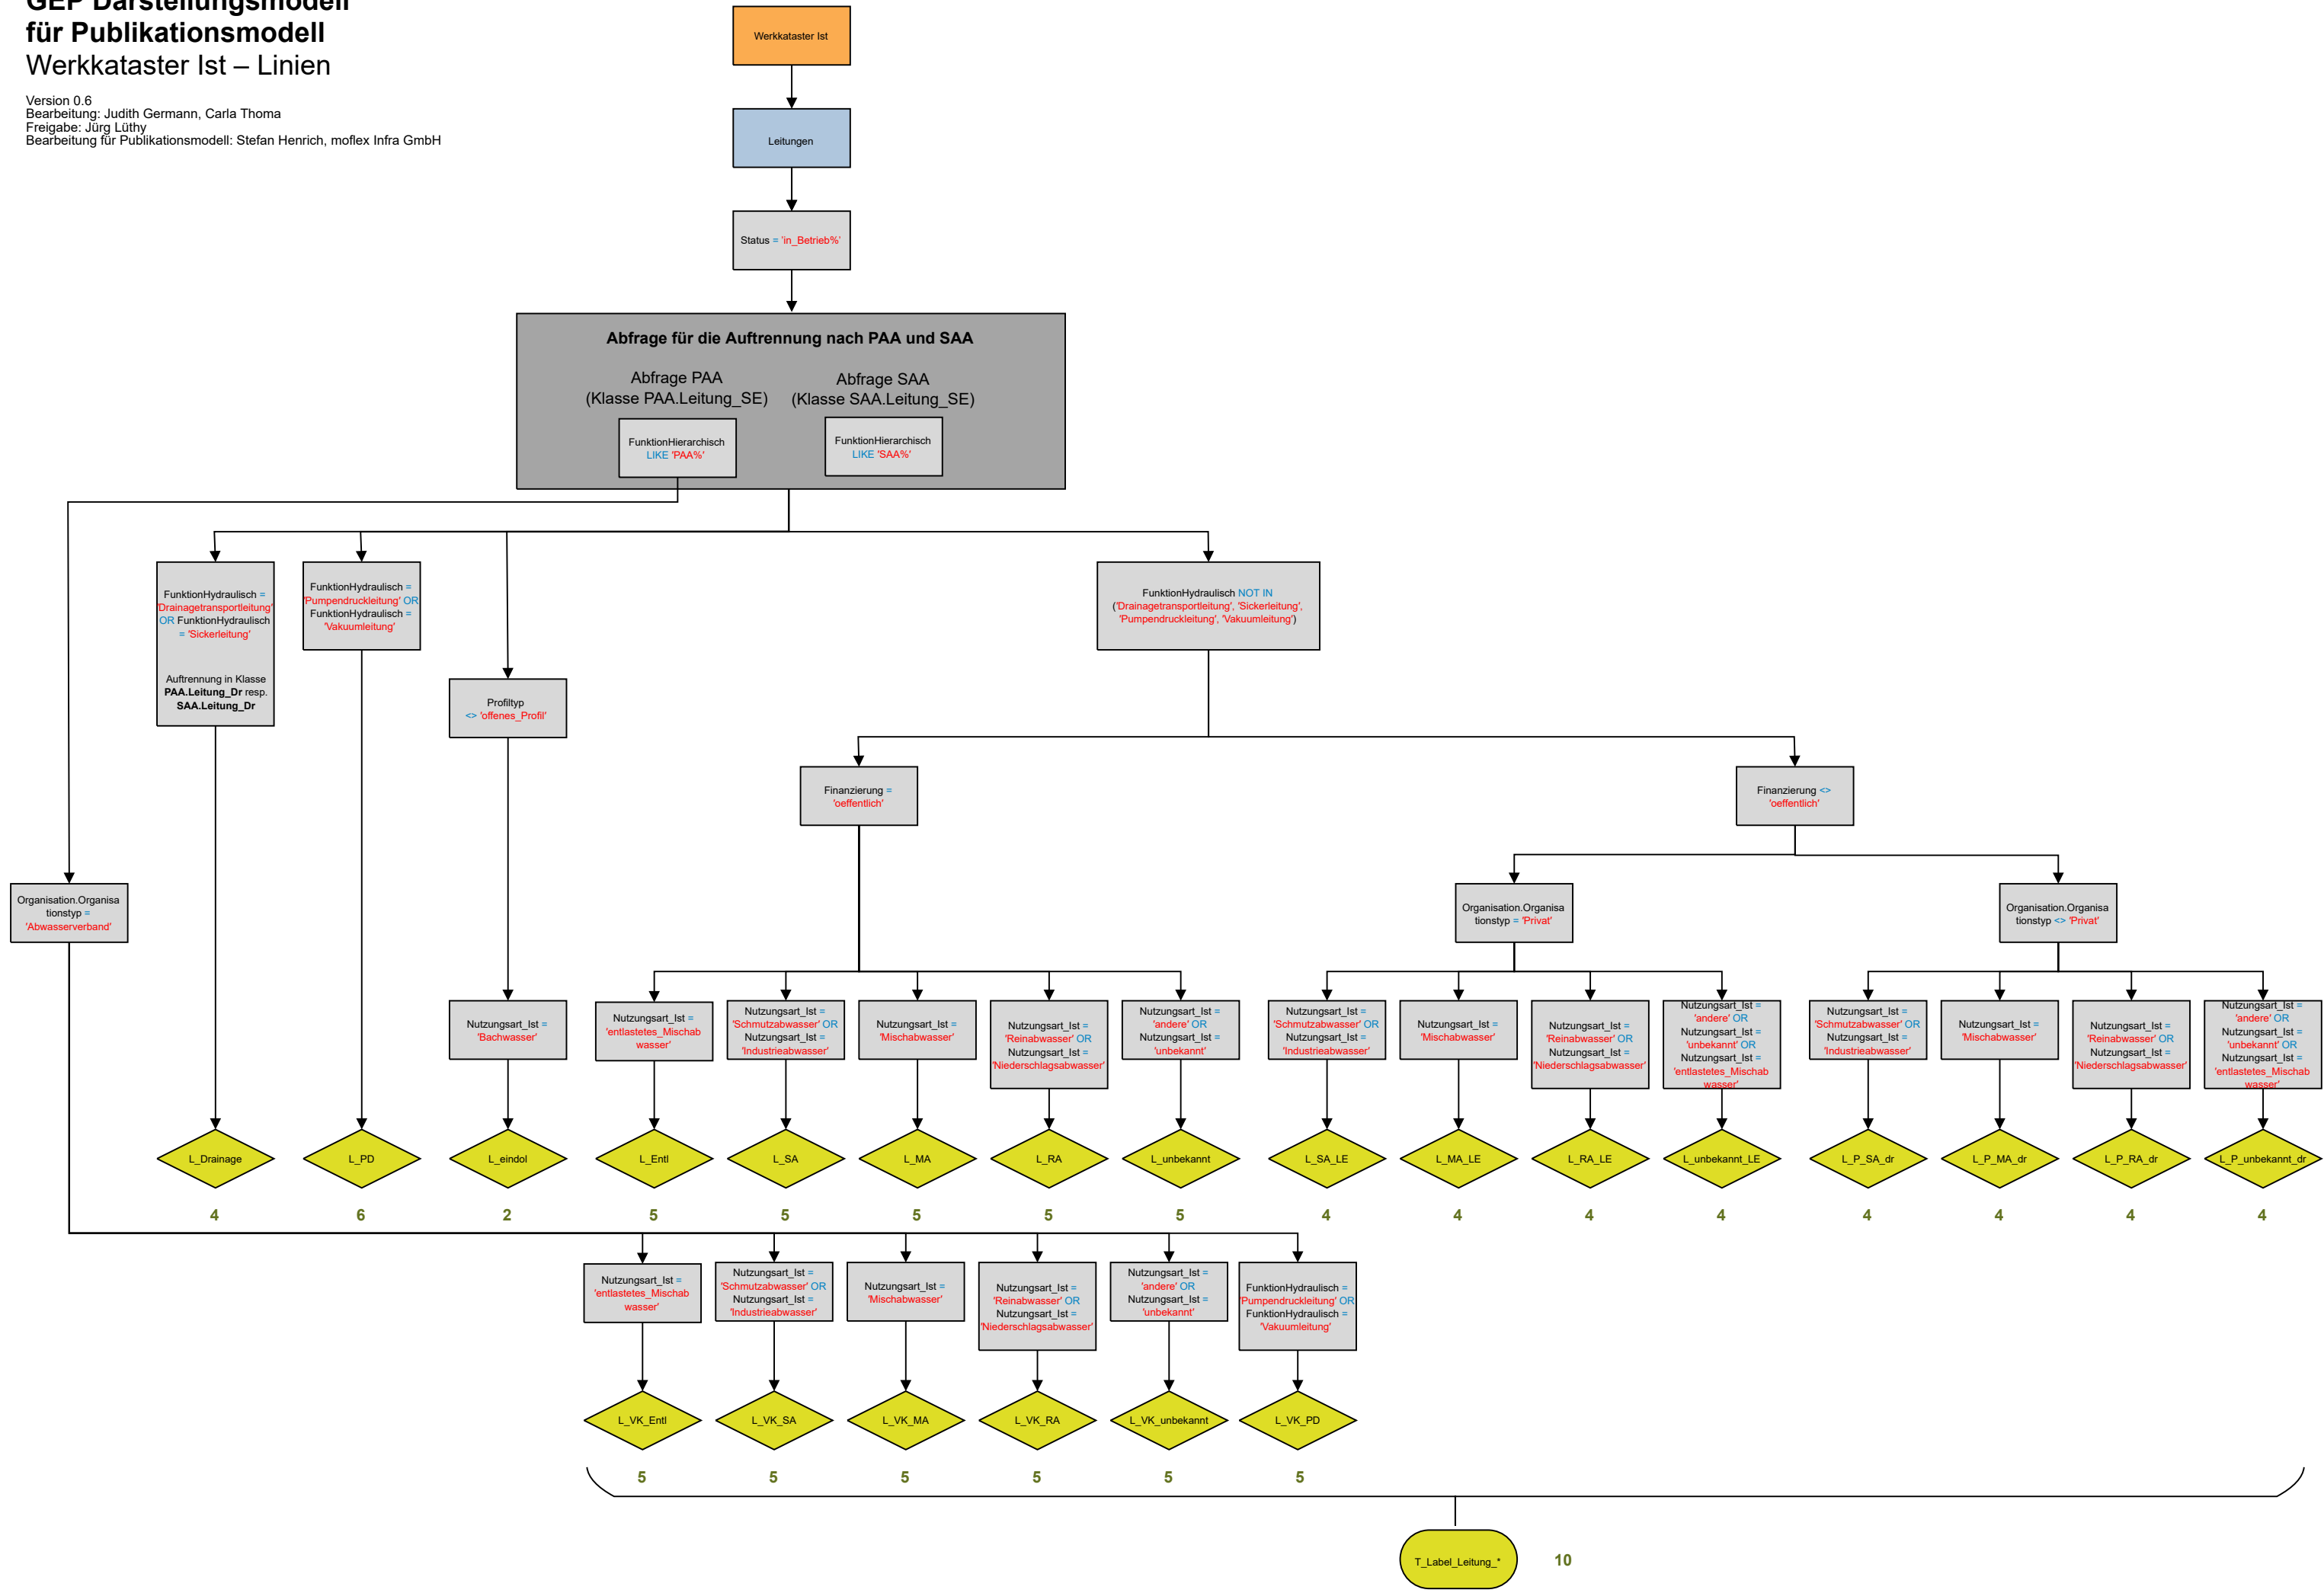 GEP Darstellungsmodell
für Publikationsmodell
Werkkataster Ist – Linien
Version 0.6
Bearbeitung: Judith Germann, Carla Thoma
Freigabe: Jürg Lüthy
Bearbeitung für Publikationsmodell: Stefan Henrich, moflex Infra GmbH
Werkkataster Ist
Leitungen
Status = 'in_Betrieb%'
Abfrage für die Auftrennung nach PAA und SAA
Abfrage PAA
(Klasse PAA.Leitung_SE)
Abfrage SAA
(Klasse SAA.Leitung_SE)
FunktionHierarchisch
LIKE 'PAA%'
FunktionHierarchisch
LIKE 'SAA%'
FunktionHydraulisch =
'Drainagetransportleitung'
OR FunktionHydraulisch
= 'Sickerleitung'
Auftrennung in Klasse
PAA.Leitung_Dr resp.
SAA.Leitung_Dr
FunktionHydraulisch =
'Pumpendruckleitung' OR
FunktionHydraulisch =
'Vakuumleitung'
Profiltyp
<> 'offenes_Profil'
FunktionHydraulisch NOT IN
('Drainagetransportleitung', 'Sickerleitung',
'Pumpendruckleitung', 'Vakuumleitung')
Finanzierung =
'oeffentlich'
Finanzierung <>
'oeffentlich'
Organisation.Organisa
tionstyp =
'Abwasserverband'
Organisation.Organisa
tionstyp = 'Privat'
Organisation.Organisa
tionstyp <> 'Privat'
Nutzungsart_Ist =
'Bachwasser'
Nutzungsart_Ist =
'entlastetes_Mischab
wasser'
Nutzungsart_Ist =
'Schmutzabwasser' OR
Nutzungsart_Ist =
'Industrieabwasser'
Nutzungsart_Ist =
'Mischabwasser'
Nutzungsart_Ist =
'Reinabwasser' OR
Nutzungsart_Ist =
'Niederschlagsabwasser'
Nutzungsart_Ist =
'andere' OR
Nutzungsart_Ist =
'unbekannt'
Nutzungsart_Ist =
'Schmutzabwasser' OR
Nutzungsart_Ist =
'Industrieabwasser'
Nutzungsart_Ist =
'Mischabwasser'
Nutzungsart_Ist =
'Reinabwasser' OR
Nutzungsart_Ist =
'Niederschlagsabwasser'
Nutzungsart_Ist =
'andere' OR
Nutzungsart_Ist =
'unbekannt' OR
Nutzungsart_Ist =
'entlastetes_Mischab
wasser'
Nutzungsart_Ist =
'Schmutzabwasser' OR
Nutzungsart_Ist =
'Industrieabwasser'
Nutzungsart_Ist =
'Mischabwasser'
Nutzungsart_Ist =
'Reinabwasser' OR
Nutzungsart_Ist =
'Niederschlagsabwasser'
Nutzungsart_Ist =
'andere' OR
Nutzungsart_Ist =
'unbekannt' OR
Nutzungsart_Ist =
'entlastetes_Mischab
wasser'
L_Drainage
L_PD
L_eindol
L_Entl
L_SA
L_MA
L_RA
L_unbekannt
L_SA_LE
L_MA_LE
L_RA_LE
L_unbekannt_LE
L_P_SA_dr
L_P_MA_dr
L_P_RA_dr
L_P_unbekannt_dr
4
6
2
5
5
5
5
5
4
4
4
4
4
4
4
4
Nutzungsart_Ist =
'entlastetes_Mischab
wasser'
Nutzungsart_Ist =
'Schmutzabwasser' OR
Nutzungsart_Ist =
'Industrieabwasser'
Nutzungsart_Ist =
'Mischabwasser'
Nutzungsart_Ist =
'Reinabwasser' OR
Nutzungsart_Ist =
'Niederschlagsabwasser'
Nutzungsart_Ist =
'andere' OR
Nutzungsart_Ist =
'unbekannt'
FunktionHydraulisch =
'Pumpendruckleitung' OR
FunktionHydraulisch =
'Vakuumleitung'
L_VK_Entl
L_VK_SA
L_VK_MA
L_VK_RA
L_VK_unbekannt
L_VK_PD
5
5
5
5
5
5
T_Label_Leitung_*
10